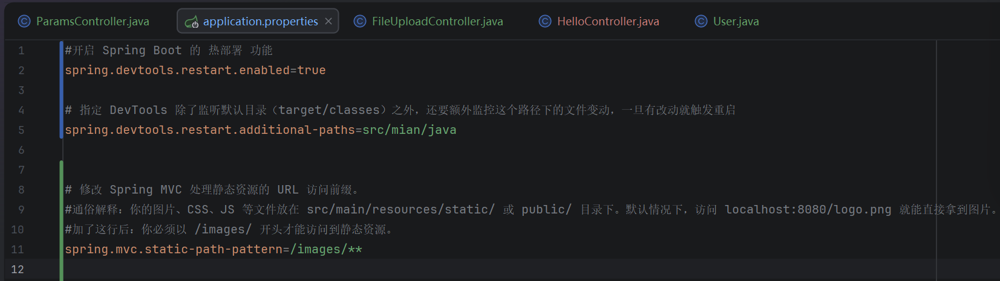 ParamsController.java application.properties FileUploadController.java HelloController.java User.java
1 #开启 Spring Boot 的 热部署 功能
2 spring.devtools.restart.enabled=true
3
4 # 指定 DevTools 除了监听默认目录（target/classes）之外，还要额外监控这个路径下的文件变动，一旦有改动就触发重启
5 spring.devtools.restart.additional-paths=src/mian/java
6
7
8 # 修改 Spring MVC 处理静态资源的 URL 访问前缀。
9 #通俗解释：你的图片、CSS、JS 等文件放在 src/main/resources/static/ 或 public/ 目录下。默认情况下，访问 localhost:8080/logo.png 就能直接拿到图片。
10 #加了这行后：你必须以 /images/ 开头才能访问到静态资源。
11 spring.mvc.static-path-pattern=/images/**
12